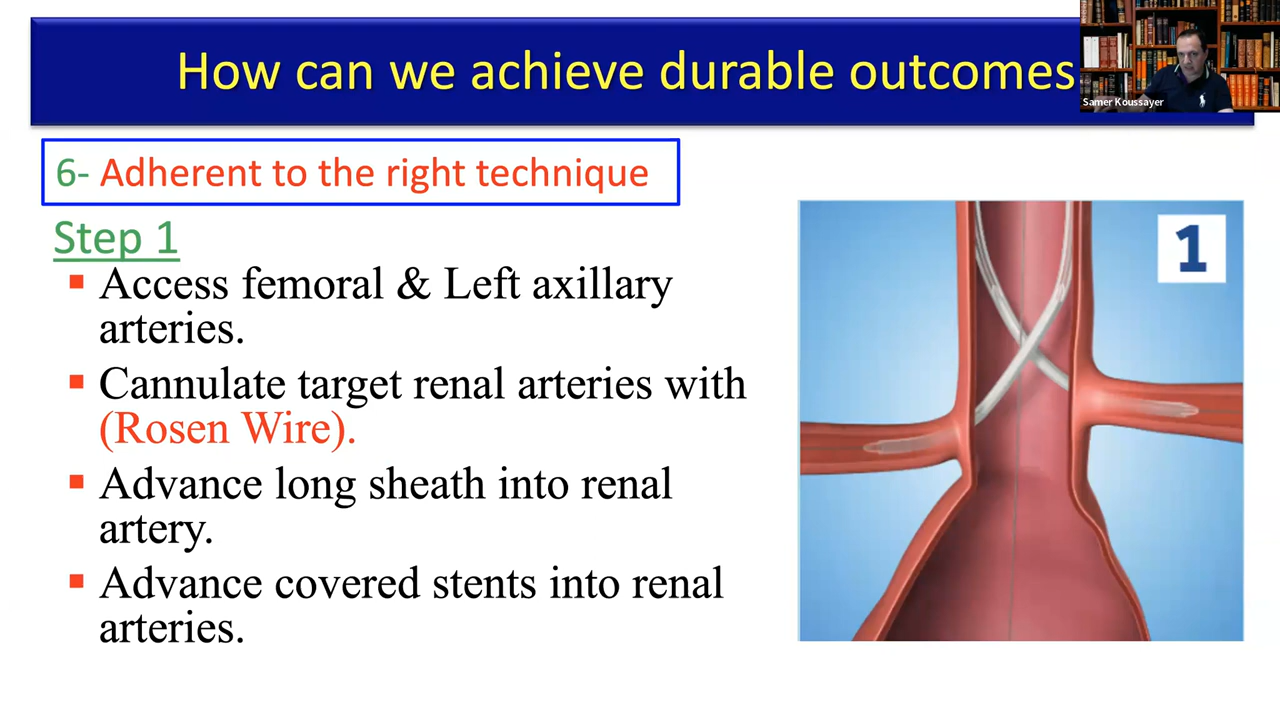 How can we achieve durable outcomes
Samer Koussayer
6- Adherent to the right technique
Step 1
▪ Access femoral & Left axillary
arteries.
▪ Cannulate target renal arteries with
(Rosen Wire).
▪ Advance long sheath into renal
artery.
▪ Advance covered stents into renal
arteries.
1